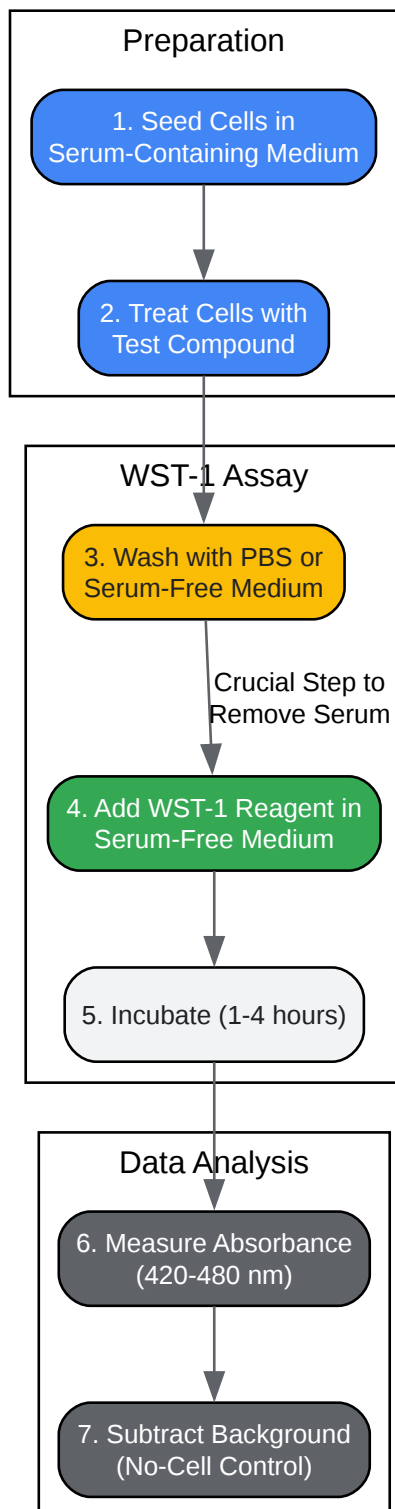 Preparation
1. Seed Cells in
Serum-Containing Medium
2. Treat Cells with
Test Compound
WST-1 Assay
3. Wash with PBS or
Serum-Free Medium
Crucial Step to
Remove Serum
4. Add WST-1 Reagent in
Serum-Free Medium
5. Incubate (1-4 hours)
Data Analysis
6. Measure Absorbance
(420-480 nm)
7. Subtract Background
(No-Cell Control)